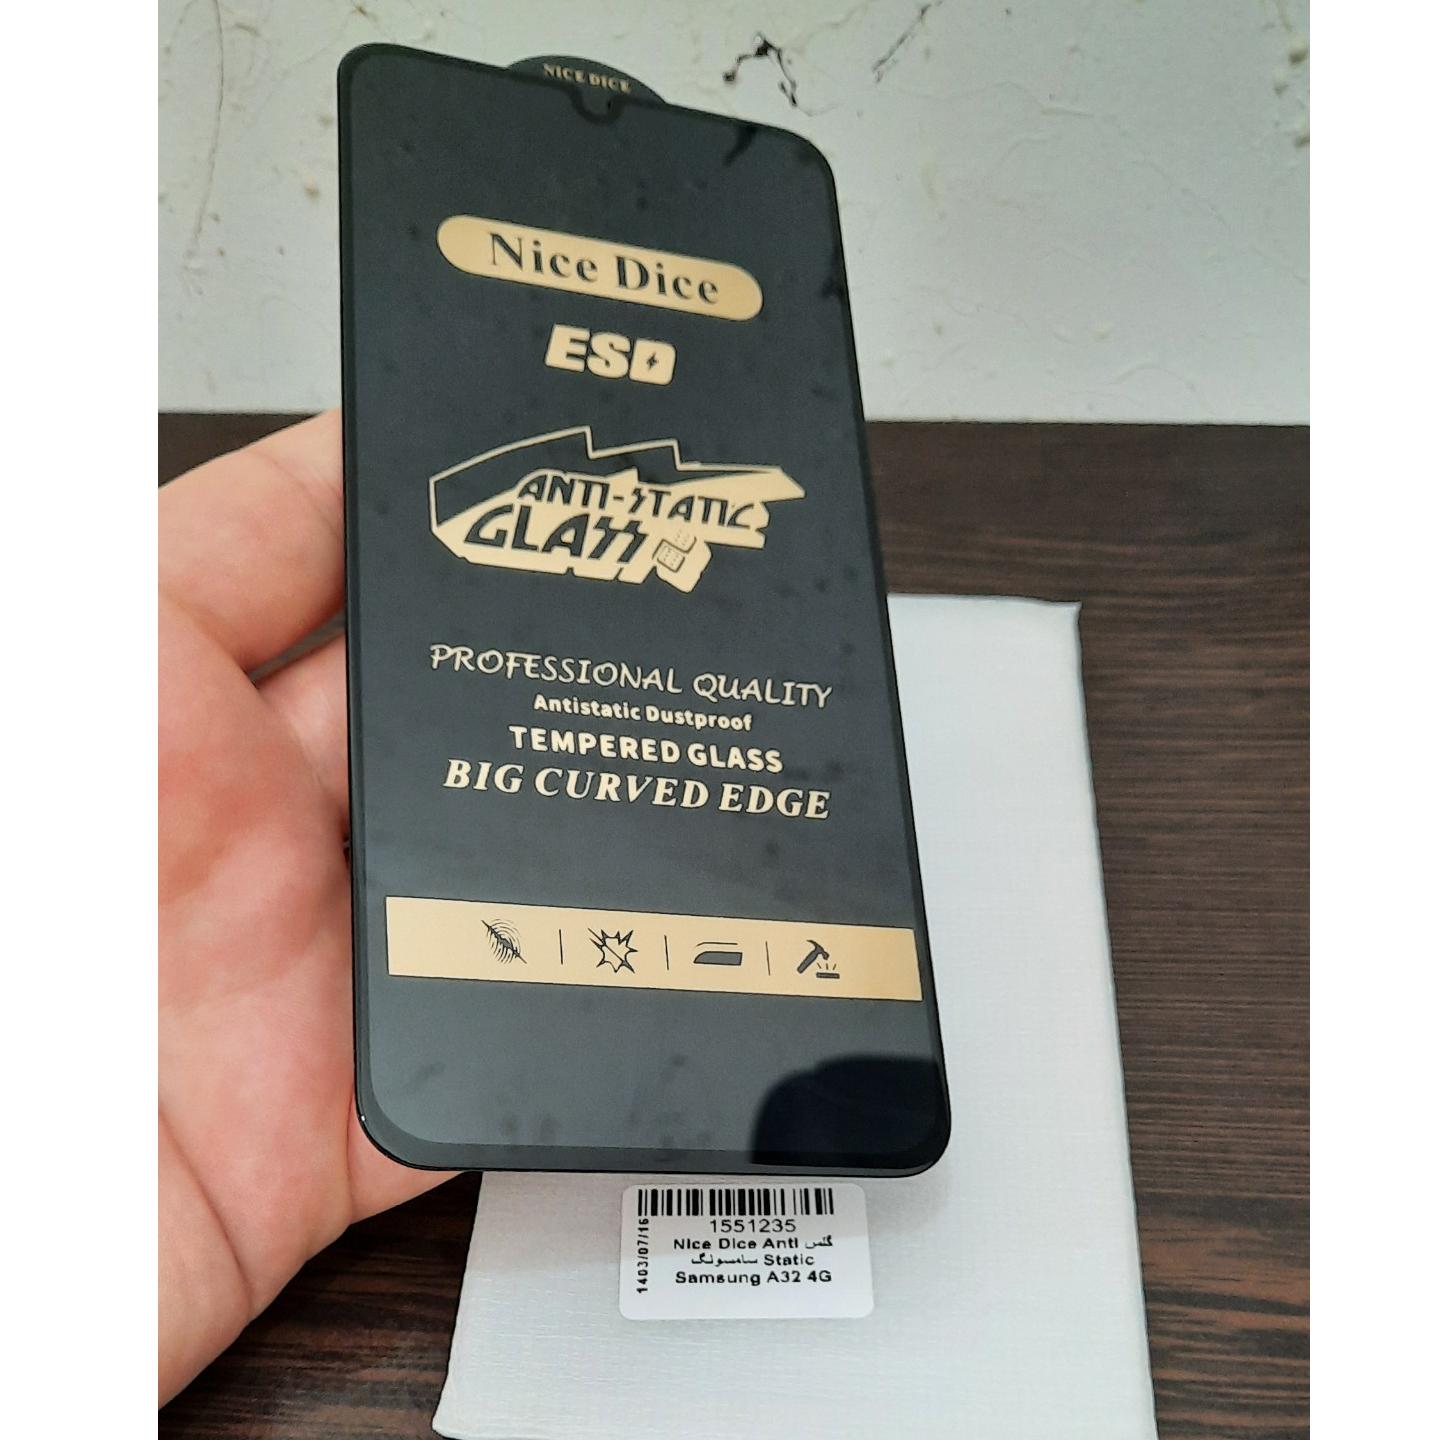 NICE DICE
Nice Dice
ESD
ANTI-STATIC
GLASS
PROFESSIONAL QUALITY
Antistatic Dustproof
TEMPERED GLASS
BIG CURVED EDGE
1551235
گلس Nice Dice Anti
Static سامسونگ
Samsung A32 4G
1403/07/16